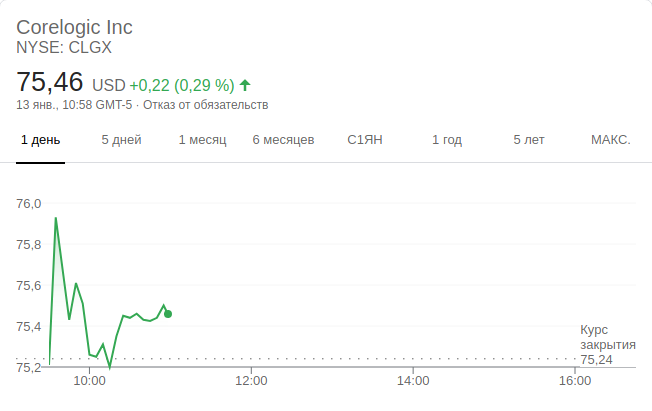 Corelogic Inc
NYSE: CLGX
75,46 USD +0,22 (0,29 %)
13 янв., 10:58 GMT-5 · Отказ от обязательств
1 день 5 дней 1 месяц 6 месяцев С1ЯН 1 год 5 лет МАКС.
76,0
75,8
75,6
75,4
75,2
Курс
закрытия
75,24
10:00 12:00 14:00 16:00